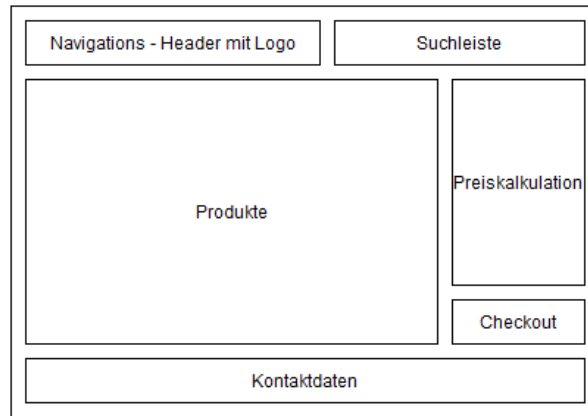 Navigations - Header mit Logo
Suchleiste
Produkte
Preiskalkulation
Checkout
Kontaktdaten